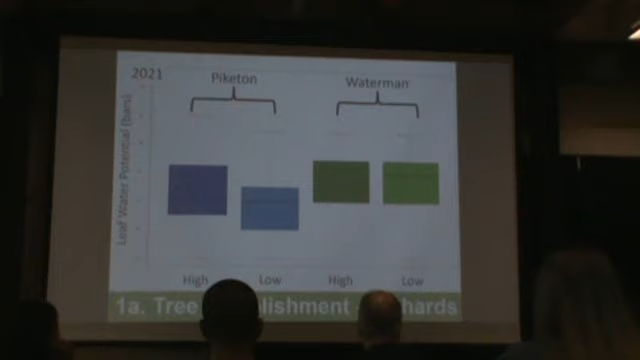 2021
Piketon
Waterman
Leaf Water Potential (bars)
High
Low
High
Low
1a. Tree lishment hards